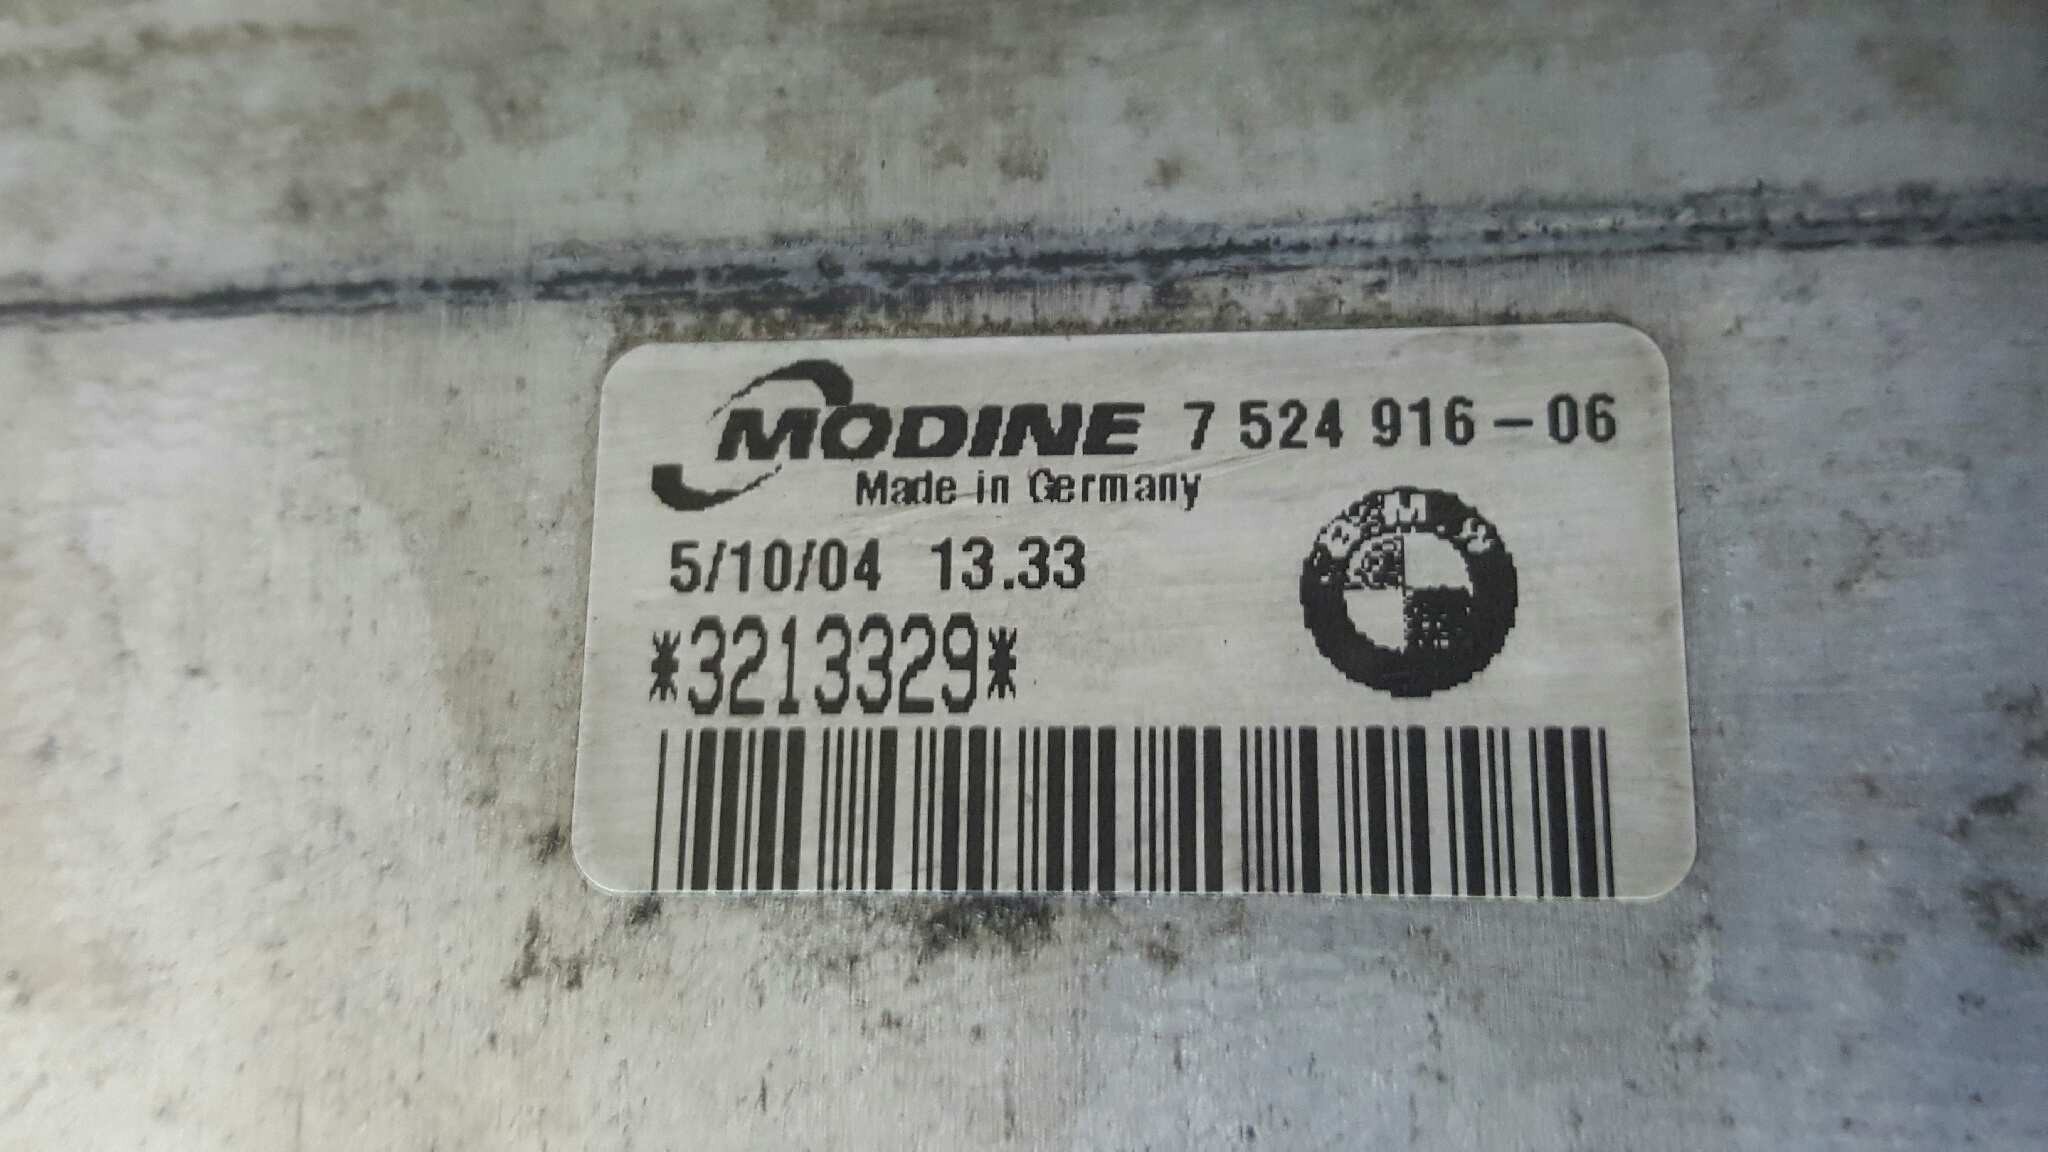 MODINE 7 524 916-06
Made in Germany
5/10/04 13.33
*3213329*